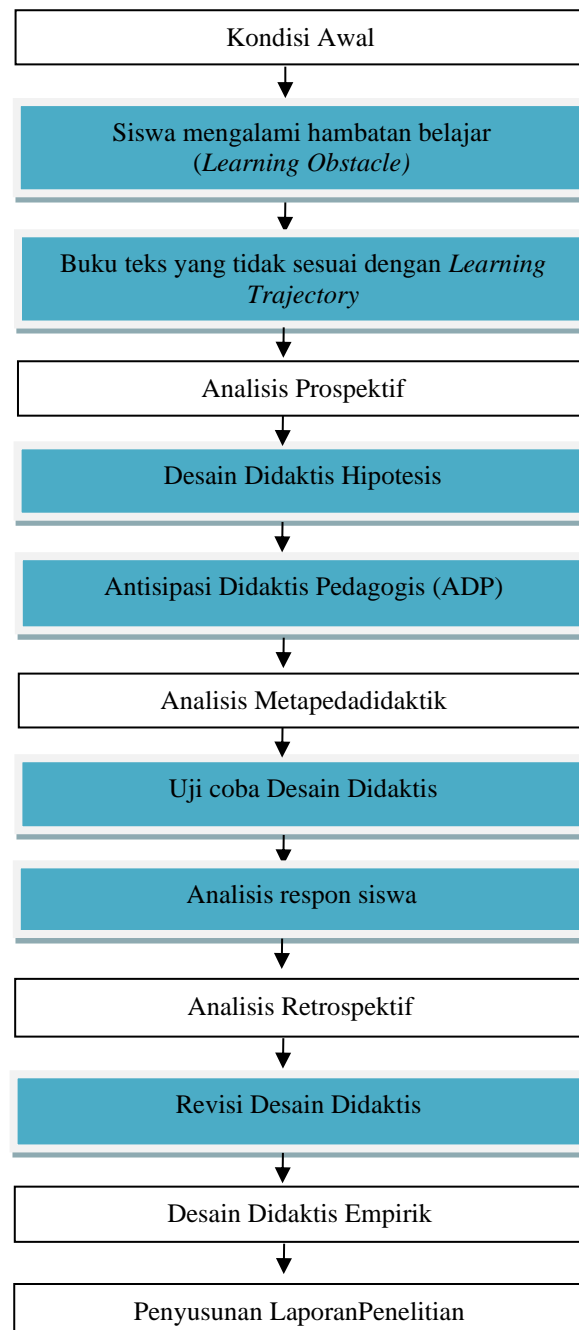 Kondisi Awal
Siswa mengalami hambatan belajar
(Learning Obstacle)
Buku teks yang tidak sesuai dengan Learning
Trajectory
Analisis Prospektif
Desain Didaktis Hipotesis
Antisipasi Didaktis Pedagogis (ADP)
Analisis Metapedadidaktik
Uji coba Desain Didaktis
Analisis respon siswa
Analisis Retrospektif
Revisi Desain Didaktis
Desain Didaktis Empirik
Penyusunan LaporanPenelitian